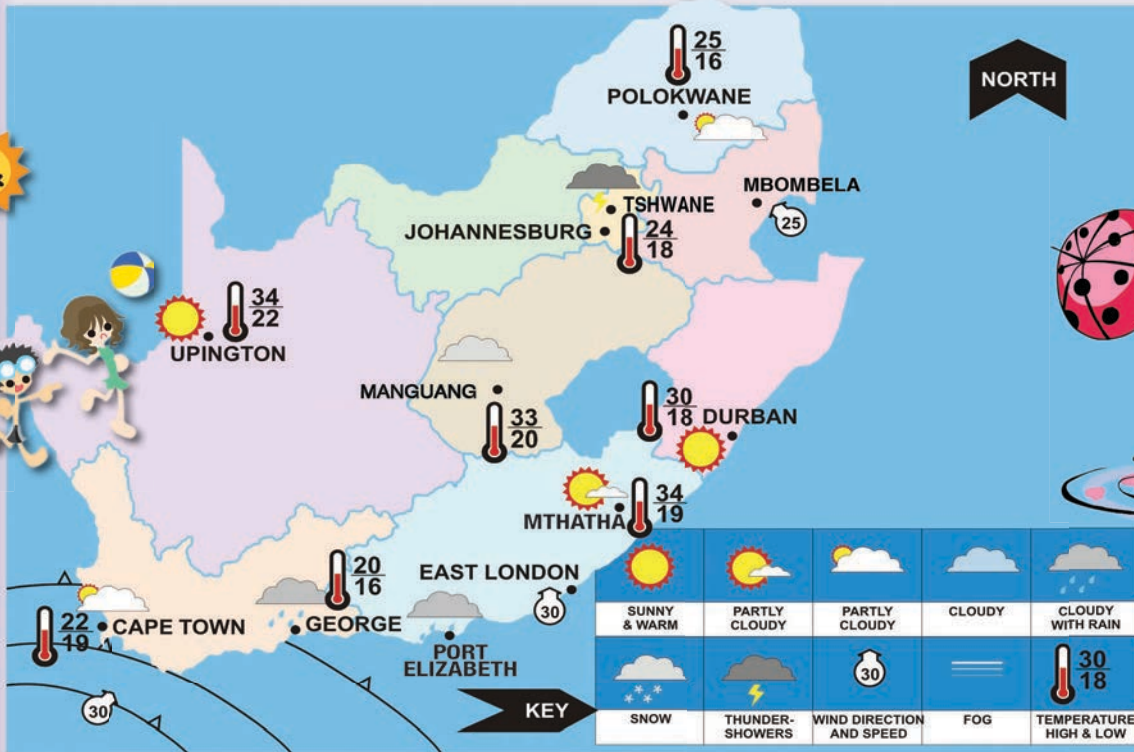 25
16
POLOKWANE
NORTH
MBOMBELA
25
TSHWANE
JOHANNESBURG
24
18
34
22
UPINGTON
MANGUANG
33
20
30
18
DURBAN
34
19
MTHATHA
20
16
EAST LONDON
30
22
19
CAPE TOWN
GEORGE
PORT
ELIZABETH
30
KEY
SUNNY
& WARM
PARTLY
CLOUDY
PARTLY
CLOUDY
CLOUDY
CLOUDY
WITH RAIN
30
30
18
SNOW
THUNDER-
SHOWERS
WIND DIRECTION
AND SPEED
FOG
TEMPERATURE
HIGH & LOW